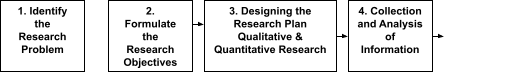 1. Identify
the
Research
Problem
2.
Formulate
the
Research
Objectives
3. Designing the
Research Plan
Qualitative &
Quantitative Research
4. Collection
and Analysis
of
Information